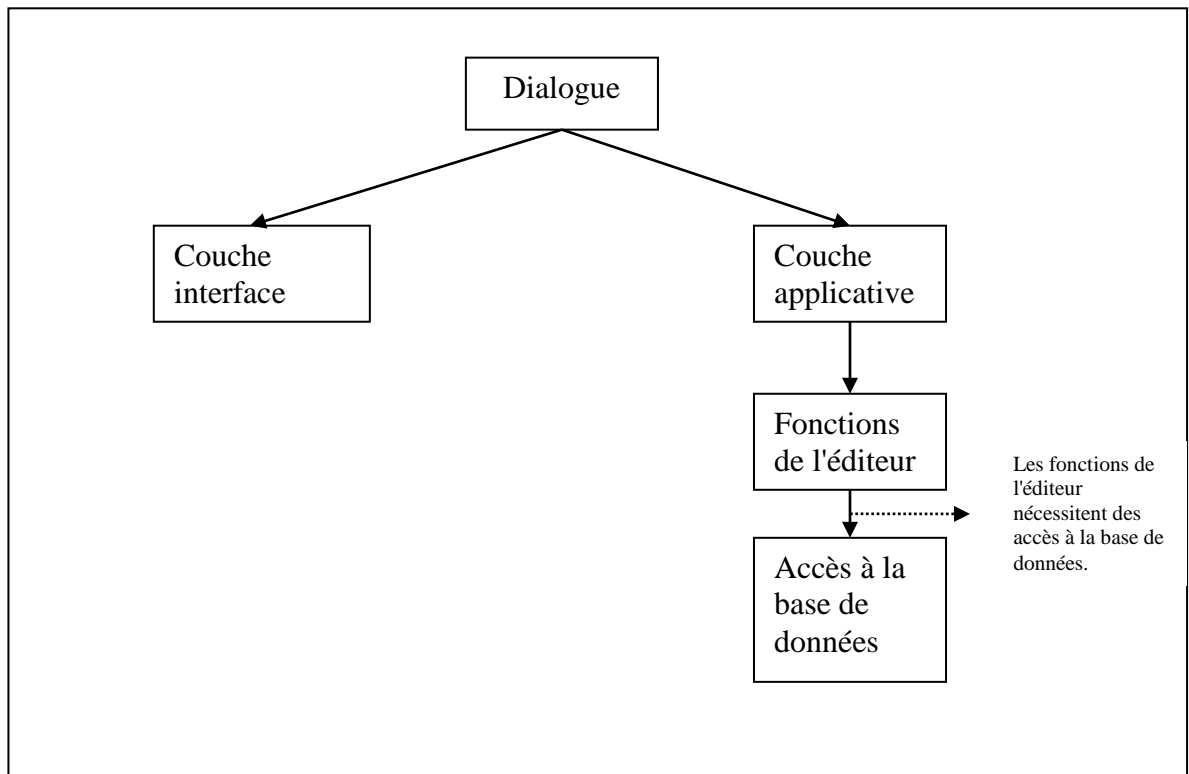 Dialogue
Couche
interface
Couche
applicative
Fonctions
de l'éditeur
Les fonctions de
l'éditeur
nécessitent des
accès à la base de
données.
Accès à la
base de
données